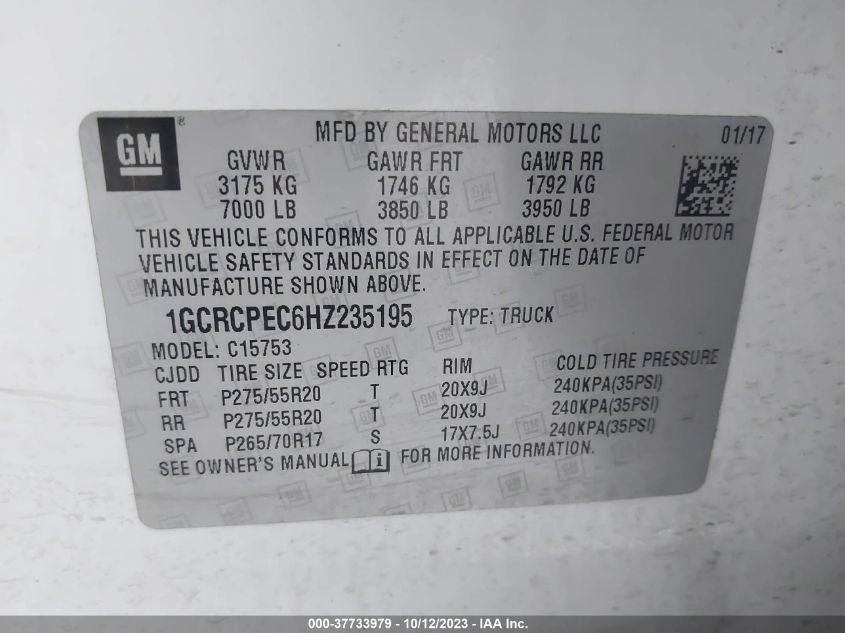 GM ® MFD BY GENERAL MOTORS LLC 01/17
GVWR GAWR FRT GAWR RR
3175 KG 1746 KG 1792 KG
7000 LB 3850 LB 3950 LB
THIS VEHICLE CONFORMS TO ALL APPLICABLE U.S. FEDERAL MOTOR
VEHICLE SAFETY STANDARDS IN EFFECT ON THE DATE OF
MANUFACTURE SHOWN ABOVE.
1GCRCPEC6HZ235195 TYPE: TRUCK
MODEL: C15753
CJDD TIRE SIZE SPEED RTG RIM COLD TIRE PRESSURE
FRT P275/55R20 T 20X9J 240KPA(35PSI)
RR P275/55R20 T 20X9J 240KPA(35PSI)
SPA P265/70R17 S 17X7.5J 240KPA(35PSI)
SEE OWNER'S MANUAL i FOR MORE INFORMATION.
000-37733979 - 10/12/2023 - IAA Inc.